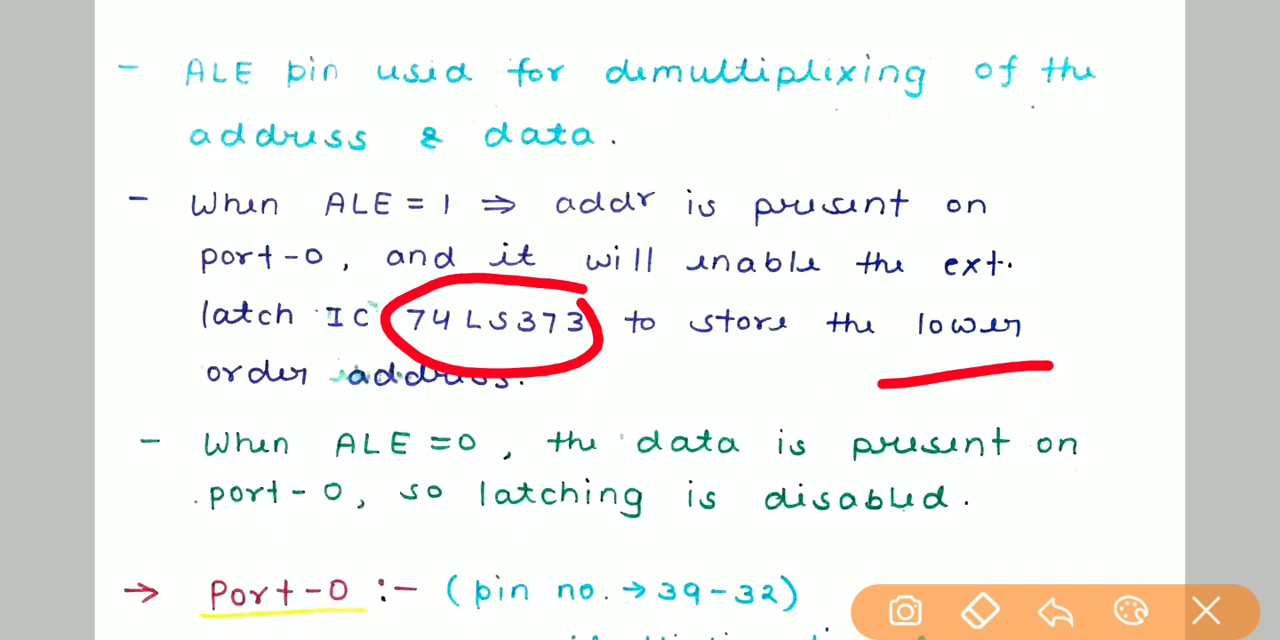 - ALE pin used for demultiplixing of the
address & data.
- When ALE = 1 ⇒ addr is present on
port-0, and it will enable the ext.
latch IC 74LS373 to store the lower
order address.
- When ALE = 0, the data is present on
port-0, so latching is disabled.
→ Port-0 :- (pin no. → 39-32)